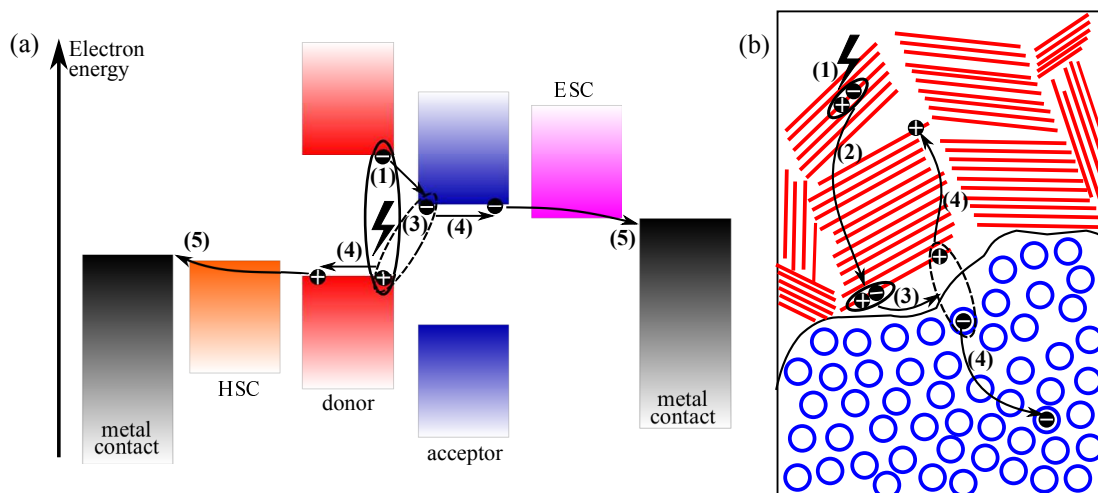 (a)
Electron
energy
ESC
(1)
(3)
(4)
(4)
(5)
(5)
HSC
donor
acceptor
metal
contact
metal
contact
(b)
(1)
(2)
(4)
(3)
(4)